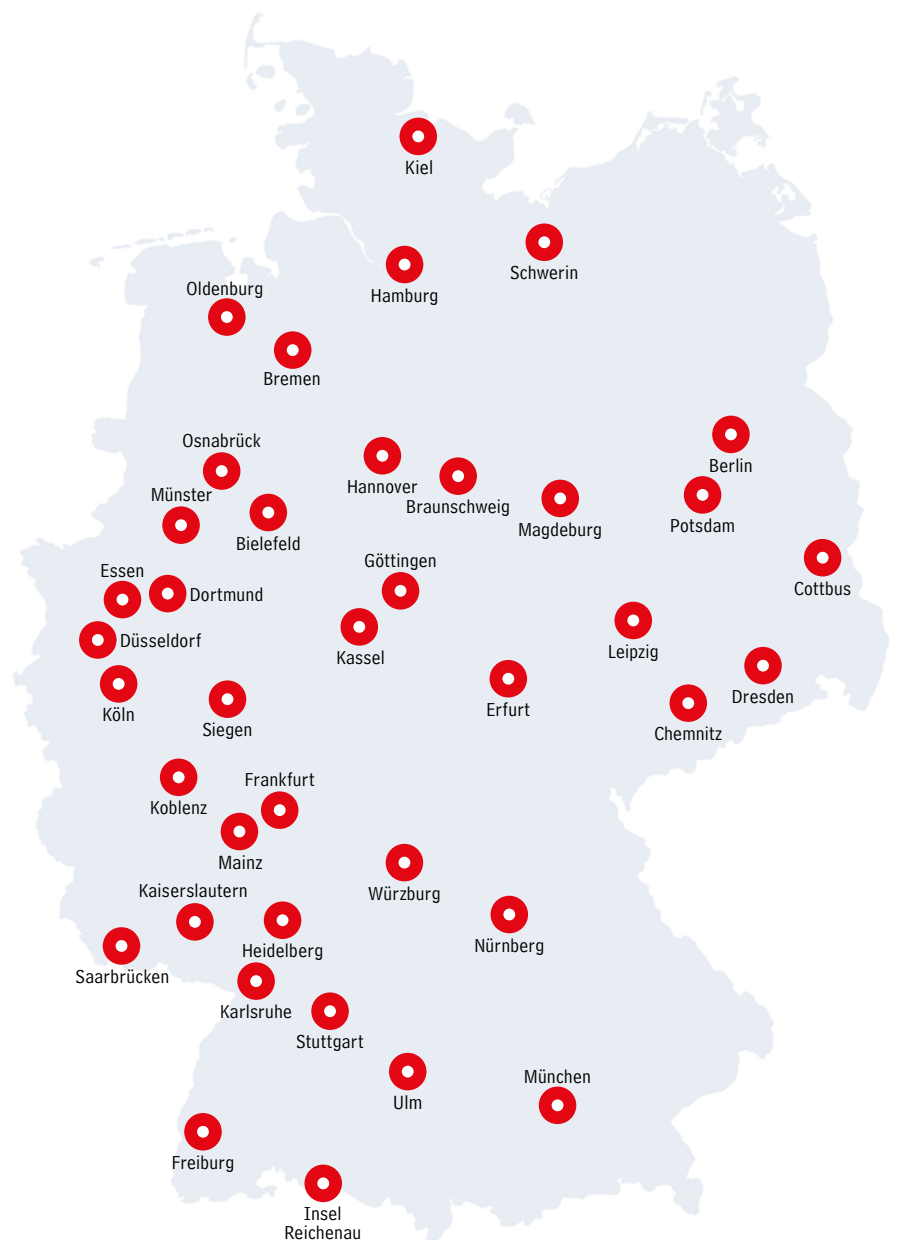 Kiel
Schwerin
Hamburg
Oldenburg
Bremen
Berlin
Osnabrück
Hannover
Münster
Braunschweig
Potsdam
Magdeburg
Bielefeld
Göttingen
Essen
Cottbus
Dortmund
Düsseldorf
Leipzig
Kassel
Dresden
Erfurt
Köln
Siegen
Chemnitz
Frankfurt
Koblenz
Mainz
Kaiserslautern
Würzburg
Nürnberg
Heidelberg
Saarbrücken
Karlsruhe
Stuttgart
München
Ulm
Freiburg
Insel
Reichenau